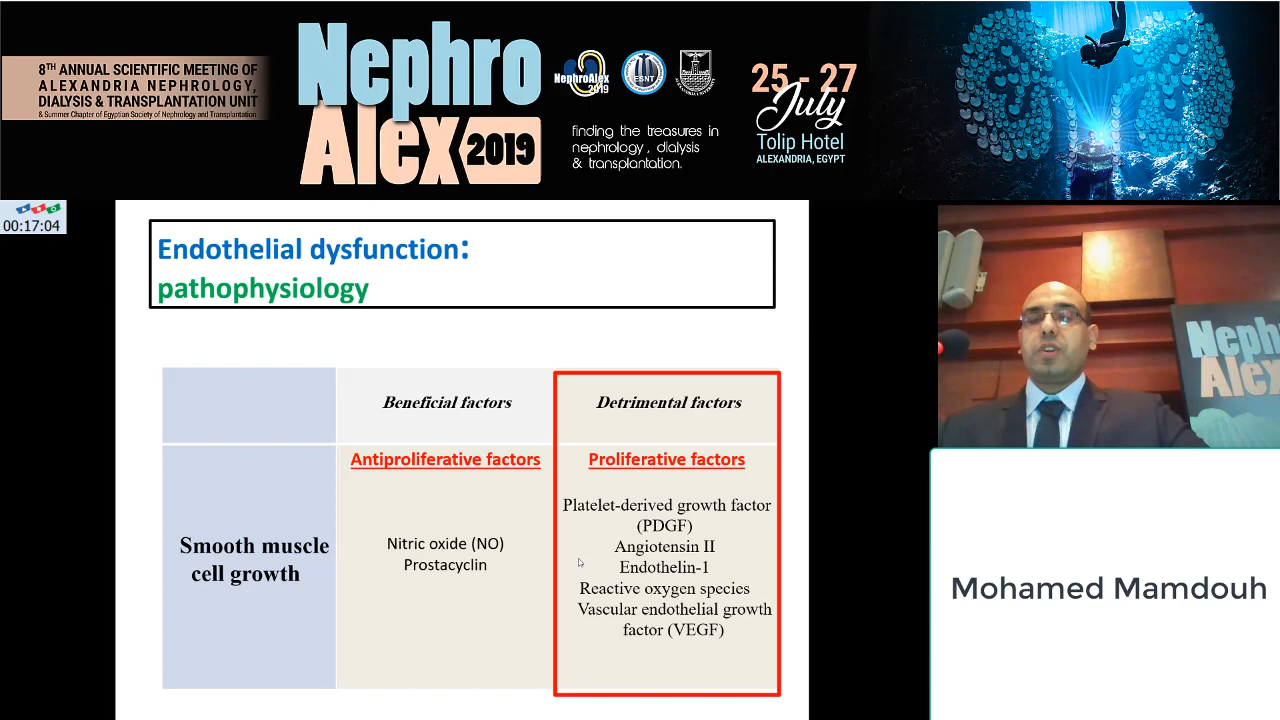 8TH ANNUAL SCIENTIFIC MEETING OF
ALEXANDRIA NEPHROLOGY,
DIALYSIS & TRANSPLANTATION UNIT
& Summer Chapter of Egyptian Society of Nephrology and Transplantation
Nephro
Alex 2019
NephroAlex
2019
ESNT
finding the treasures in
nephrology, dialysis
& transplantation.
25 - 27
July
Tolip Hotel
ALEXANDRIA, EGYPT
00:17:04
Endothelial dysfunction:
pathophysiology
Beneficial factors
Detrimental factors
Antiproliferative factors
Proliferative factors
Smooth muscle
cell growth
Nitric oxide (NO)
Prostacyclin
Platelet-derived growth factor
(PDGF)
Angiotensin II
Endothelin-1
Reactive oxygen species
Vascular endothelial growth
factor (VEGF)
Neph
Alex
Mohamed Mamdouh